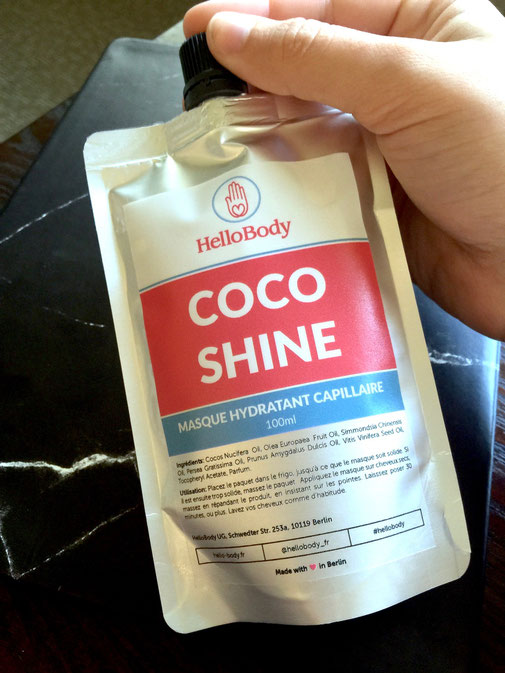 HelloBody
COCO
SHINE
MASQUE HYDRATANT CAPILLAIRE
100ml
Ingrédients: Cocos Nucifera Oil, Olea Europaea Fruit Oil, Simmondsia Chinensis
Oil, Persea Gratissima Oil, Prunus Amygdalus Dulcis Oil, Vitis Vinifera Seed Oil,
Tocopheryl Acetate, Parfum.
Utilisation: Placez le paquet dans le frigo, jusqu'à ce que le masque soit solide. Si
il est ensuite trop solide, massez le paquet. Appliquez le masque sur cheveux secs,
massez en répandant le produit, en insistant sur les pointes. Laissez poser 30
minutes, ou plus. Lavez vos cheveux comme d'habitude.
HelloBody UG, Schwedter Str. 253a, 10119 Berlin
hello-body.fr @hellobody_fr #hellobody
Made with ♥ in Berlin